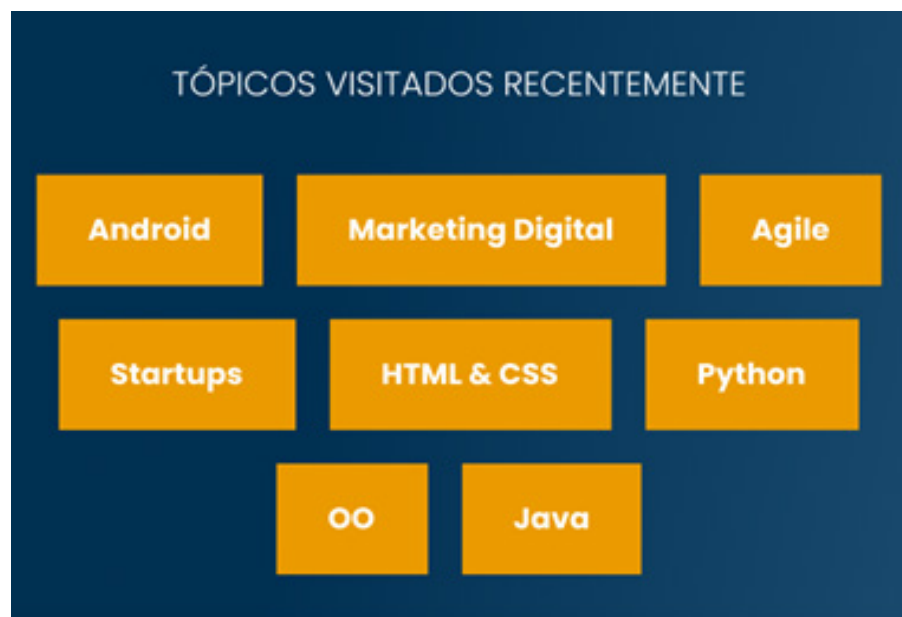 TÓPICOS VISITADOS RECENTEMENTE
Android
Marketing Digital
Agile
Startups
HTML & CSS
Python
OO
Java